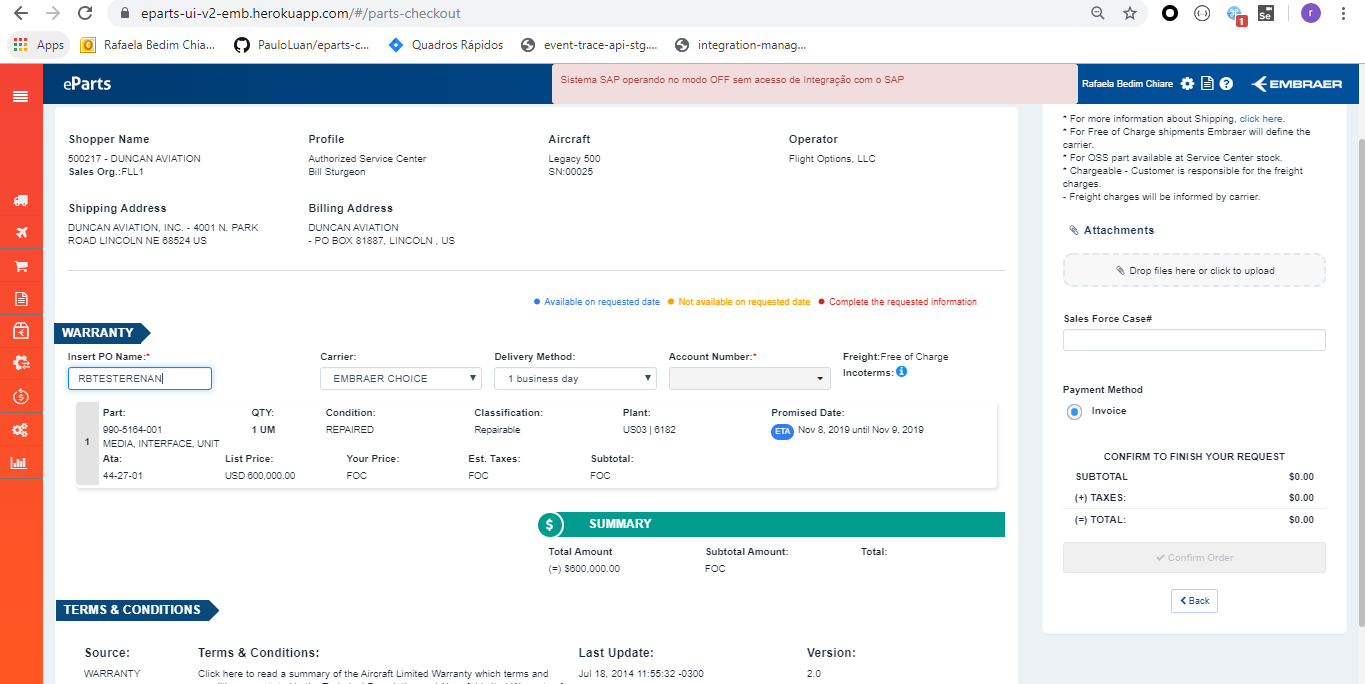 eparts-ui-v2-emb.herokuapp.com/#/parts-checkout
1
Se
r
Apps
Rafaela Bedim Chia...
PauloLuan/eparts-c...
Quadros Rápidos
event-trace-api-stg....
integration-manag...
eParts
Sistema SAP operando no modo OFF sem acesso de Integração com o SAP
Rafaela Bedim Chiare
EMBRAER
Shopper Name
500217 - DUNCAN AVIATION
Sales Org.:FLL1
Profile
Authorized Service Center
Bill Sturgeon
Aircraft
Legacy 500
SN:00025
Operator
Flight Options, LLC
Shipping Address
DUNCAN AVIATION, INC. - 4001 N. PARK
ROAD LINCOLN NE 68524 US
Billing Address
DUNCAN AVIATION
- PO BOX 81887, LINCOLN , US
Available on requested date
Not available on requested date
Complete the requested information
WARRANTY
Insert PO Name:*
RBTESTERENAN
Carrier:
EMBRAER CHOICE
Delivery Method:
1 business day
Account Number:*
Freight:Free of Charge
Incoterms:
1
Part:
990-5164-001
MEDIA, INTERFACE, UNIT
QTY:
1 UM
Condition:
REPAIRED
Classification:
Repairable
Plant:
US03 | 6182
Promised Date:
ETA Nov 8, 2019 until Nov 9, 2019
Ata:
44-27-01
List Price:
USD 600,000.00
Your Price:
FOC
Est. Taxes:
FOC
Subtotal:
FOC
$ SUMMARY
Total Amount
(=) $600,000.00
Subtotal Amount:
FOC
Total:
TERMS & CONDITIONS
Source:
WARRANTY
Terms & Conditions:
Click here to read a summary of the Aircraft Limited Warranty which terms and
Last Update:
Jul 18, 2014 11:55:32 -0300
Version:
2.0
* For more information about Shipping, click here.
* For Free of Charge shipments Embraer will define the
carrier.
* For OSS part available at Service Center stock.
* Chargeable - Customer is responsible for the freight
charges.
- Freight charges will be informed by carrier.
Attachments
Drop files here or click to upload
Sales Force Case#
Payment Method
Invoice
CONFIRM TO FINISH YOUR REQUEST
SUBTOTAL $0.00
(+) TAXES: $0.00
(=) TOTAL: $0.00
Confirm Order
Back